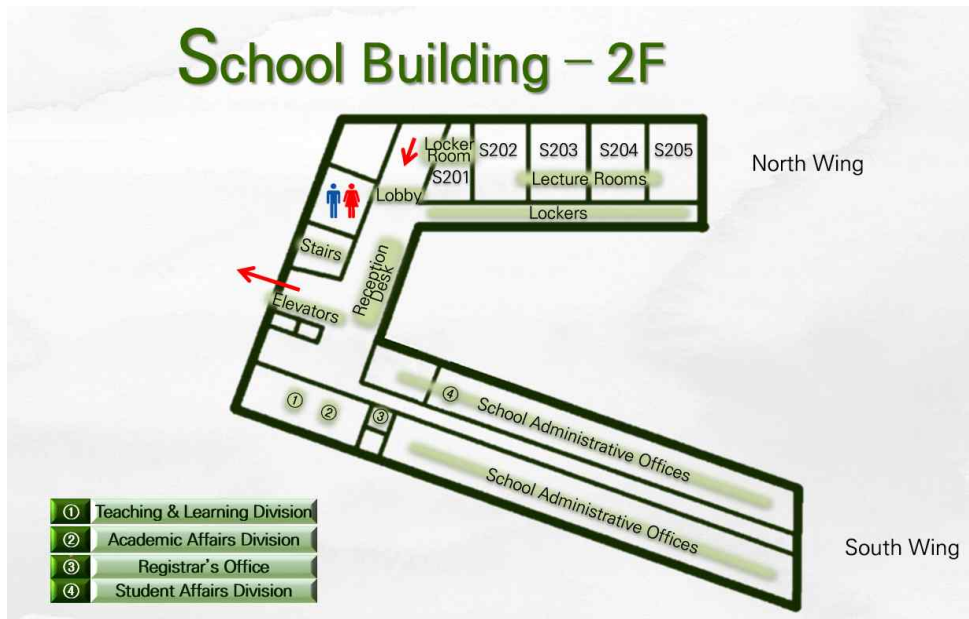 School Building – 2F
Locker
Room
S201
S202
S203
S204
S205
North Wing
Lobby
Lecture Rooms
Lockers
Stairs
Reception
Desk
Elevators
① ② ③
④ School Administrative Offices
School Administrative Offices
South Wing
① Teaching & Learning Division
② Academic Affairs Division
③ Registrar's Office
④ Student Affairs Division